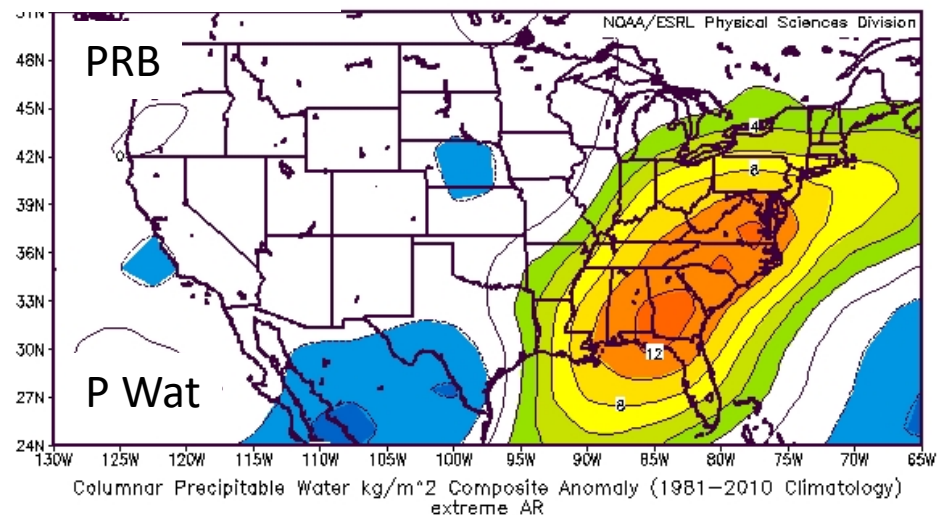 51N
NOAA/ESRL Physical Sciences Division
PRB
48N
45N
4
42N
0
8
39N
36N
33N
30N
12
P Wat
27N
8
24N
130W 125W 120W 115W 110W 105W 100W 95W 90W 85W 80W 75W 70W 65W
Columnar Precipitable Water kg/m^2 Composite Anomaly (1981–2010 Climatology)
extreme AR